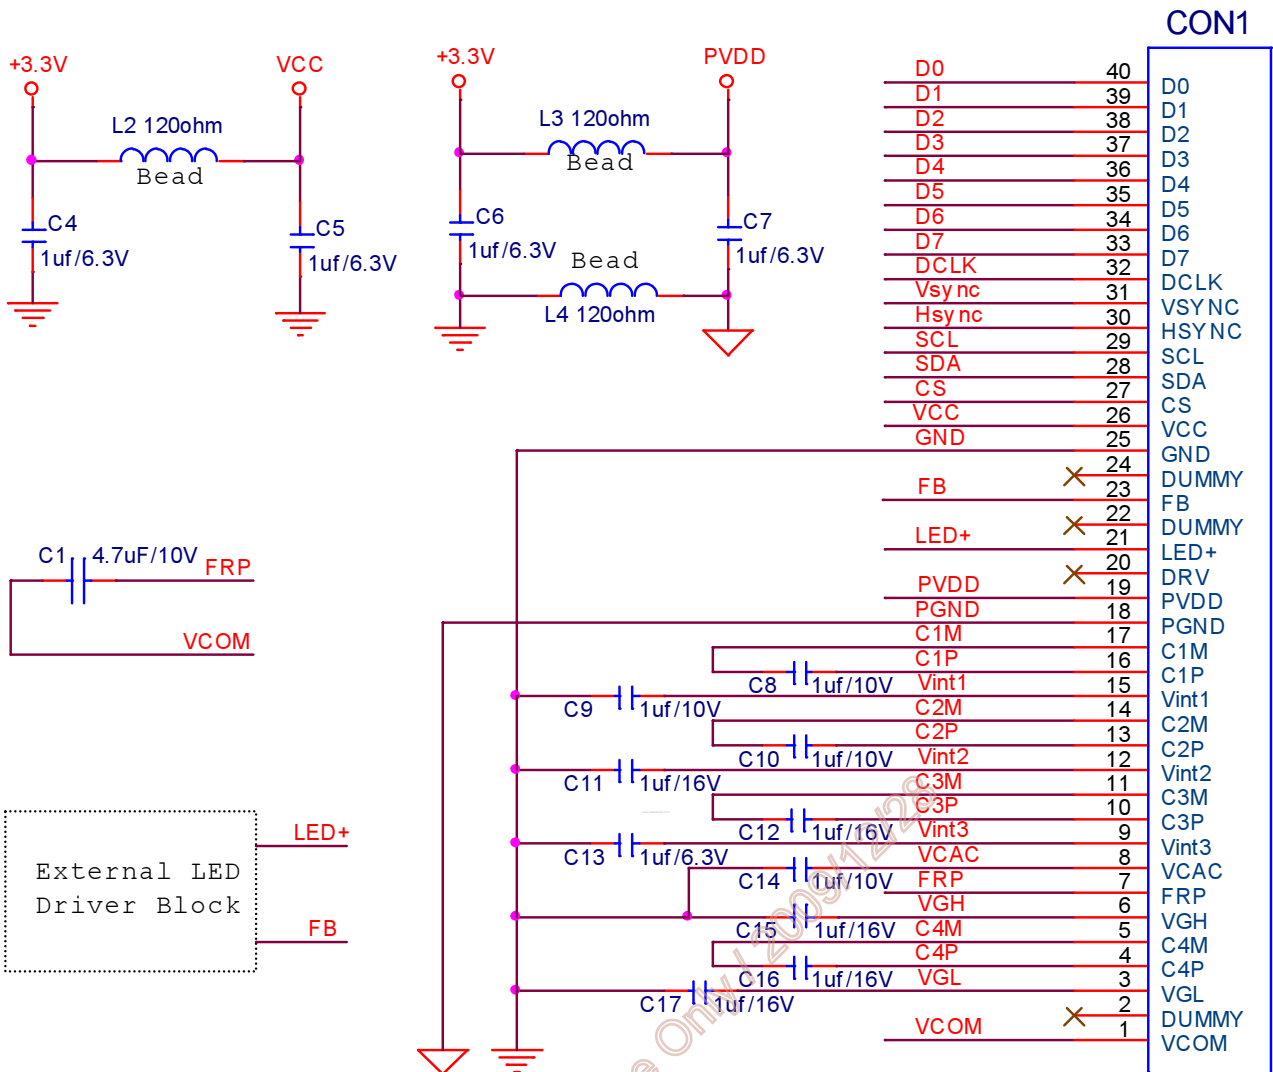 CON1
+3.3V
VCC
L2 120ohm
Bead
C4
1uf/6.3V
C5
1uf/6.3V
+3.3V
PVDD
L3 120ohm
Bead
C6
1uf/6.3V
C7
1uf/6.3V
Bead
L4 120ohm
C1 4.7uF/10V FRP
VCOM
External LED
Driver Block
LED+
FB
D0 40 D0
D1 39 D1
D2 38 D2
D3 37 D3
D4 36 D4
D5 35 D5
D6 34 D6
D7 33 D7
DCLK 32 DCLK
Vsync 31 VSYNC
Hsync 30 HSYNC
SCL 29 SCL
SDA 28 SDA
CS 27 CS
VCC 26 VCC
GND 25 GND
24 DUMMY
FB 23 FB
22 DUMMY
LED+ 21 LED+
20 DRV
PVDD 19 PVDD
PGND 18 PGND
C1M 17 C1M
C1P 16 C1P
C8 1uf/10V
Vint1 15 Vint1
C9 1uf/10V
C2M 14 C2M
C2P 13 C2P
C10 1uf/10V
Vint2 12 Vint2
C11 1uf/16V
C3M 11 C3M
C3P 10 C3P
C12 1uf/16V
Vint3 9 Vint3
C13 1uf/6.3V
VCAC 8 VCAC
C14 1uf/10V
FRP 7 FRP
VGH 6 VGH
C15 1uf/16V
C4M 5 C4M
C4P 4 C4P
C16 1uf/16V
VGL 3 VGL
C17 1uf/16V
2 DUMMY
VCOM 1 VCOM
e Only / 2009/12/28